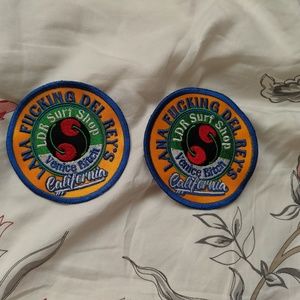 LANA FUCKING DEL REY'S
LDR Surf Shop
Venice Bitch
California
LANA FUCKING DEL REY'S
LDR Surf Shop
Venice Bitch
California